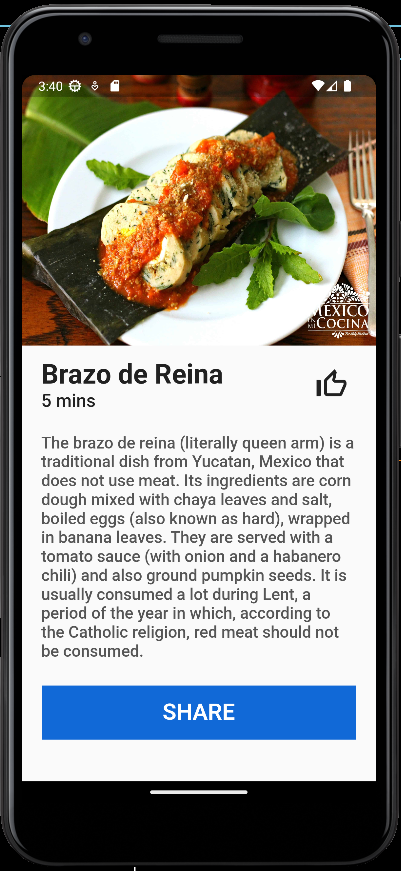 3:40
MEXICO
EN MI
COCINA
Brazo de Reina
5 mins
The brazo de reina (literally queen arm) is a
traditional dish from Yucatan, Mexico that
does not use meat. Its ingredients are corn
dough mixed with chaya leaves and salt,
boiled eggs (also known as hard), wrapped
in banana leaves. They are served with a
tomato sauce (with onion and a habanero
chili) and also ground pumpkin seeds. It is
usually consumed a lot during Lent, a
period of the year in which, according to
the Catholic religion, red meat should not
be consumed.
SHARE